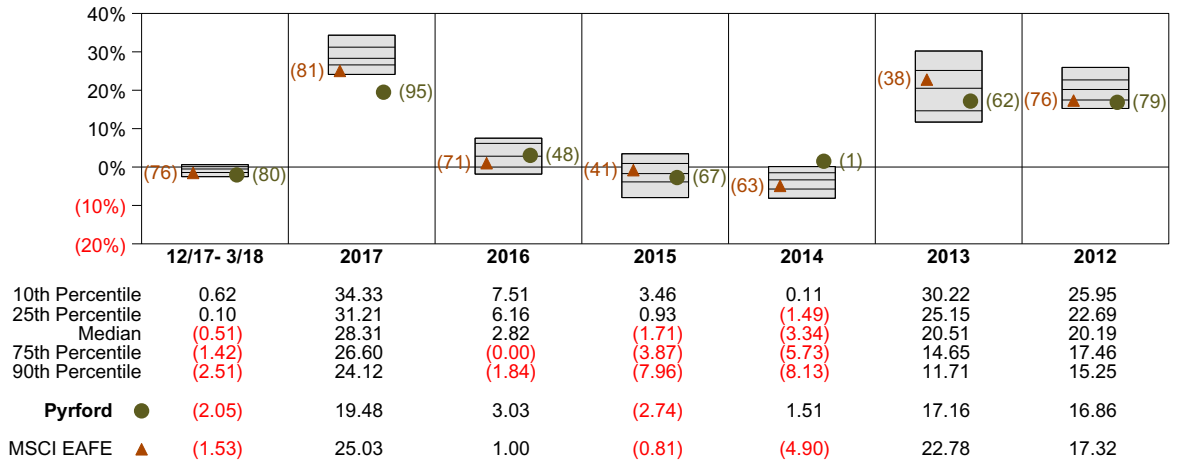 40%
30%
20%
10%
0%
(10%)
(20%)
(76) (80)
(81) (95)
(71) (48)
(41) (67)
(63) (1)
(38) (62)
(76) (79)
12/17- 3/18 2017 2016 2015 2014 2013 2012
10th Percentile 0.62 34.33 7.51 3.46 0.11 30.22 25.95
25th Percentile 0.10 31.21 6.16 0.93 (1.49) 25.15 22.69
Median (0.51) 28.31 2.82 (1.71) (3.34) 20.51 20.19
75th Percentile (1.42) 26.60 (0.00) (3.87) (5.73) 14.65 17.46
90th Percentile (2.51) 24.12 (1.84) (7.96) (8.13) 11.71 15.25
Pyrford (2.05) 19.48 3.03 (2.74) 1.51 17.16 16.86
MSCI EAFE (1.53) 25.03 1.00 (0.81) (4.90) 22.78 17.32